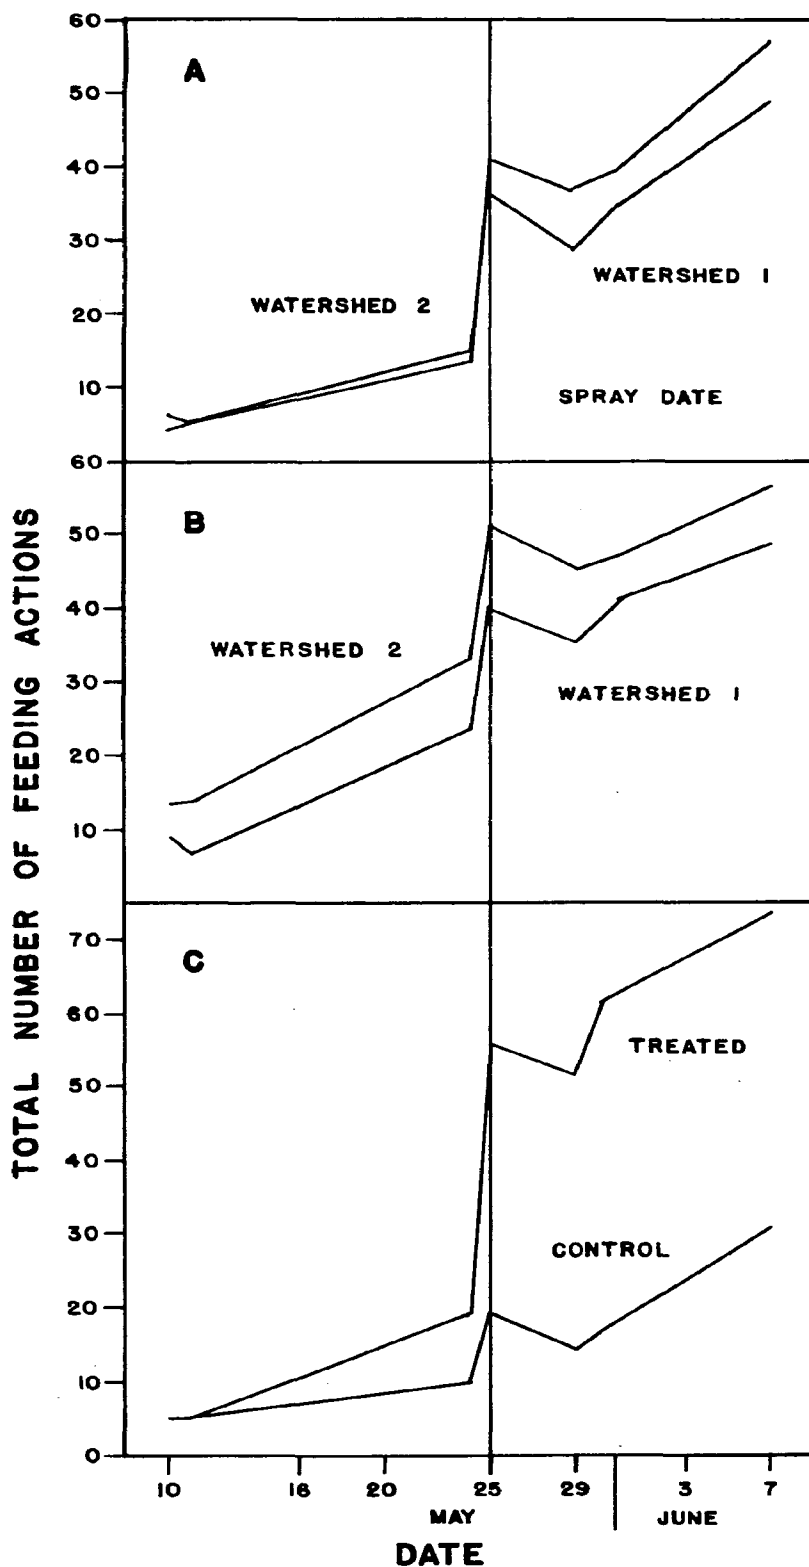 TOTAL NUMBER OF FEEDING ACTIONS
60
A
50
40
30
WATERSHED 1
WATERSHED 2
20
10
SPRAY DATE
60
B
50
40
WATERSHED 2
30
WATERSHED 1
20
10
70
C
60
TREATED
50
40
30
CONTROL
20
10
0
10 16 20 25 29 3 7
MAY JUNE
DATE